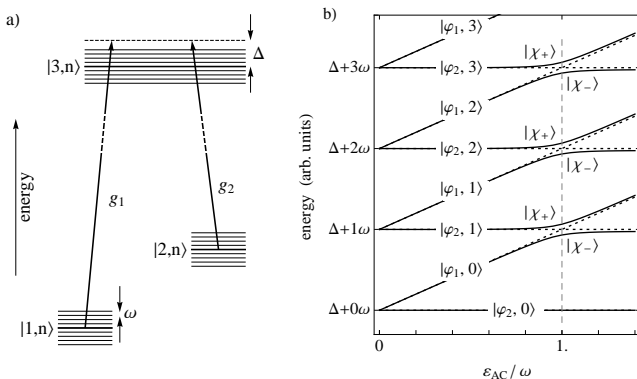 a)
|3,n⟩
Δ
g₁
g₂
energy
|2,n⟩
|1,n⟩
ω
b)
energy (arb. units)
Δ+3ω
Δ+2ω
Δ+1ω
Δ+0ω
|φ₁, 3⟩
|χ₊⟩
|φ₂, 3⟩
|χ₋⟩
|φ₁, 2⟩
|χ₊⟩
|φ₂, 2⟩
|χ₋⟩
|φ₁, 1⟩
|χ₊⟩
|φ₂, 1⟩
|χ₋⟩
|φ₁, 0⟩
|φ₂, 0⟩
0 1.
ε_AC/ω